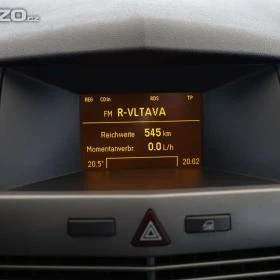 ZO.cz
REG CDin RDS TP
FM R-VLTAVA
Reichweite 545 km
Momentanverbr. 0.0 L/h
20.5° 20:02